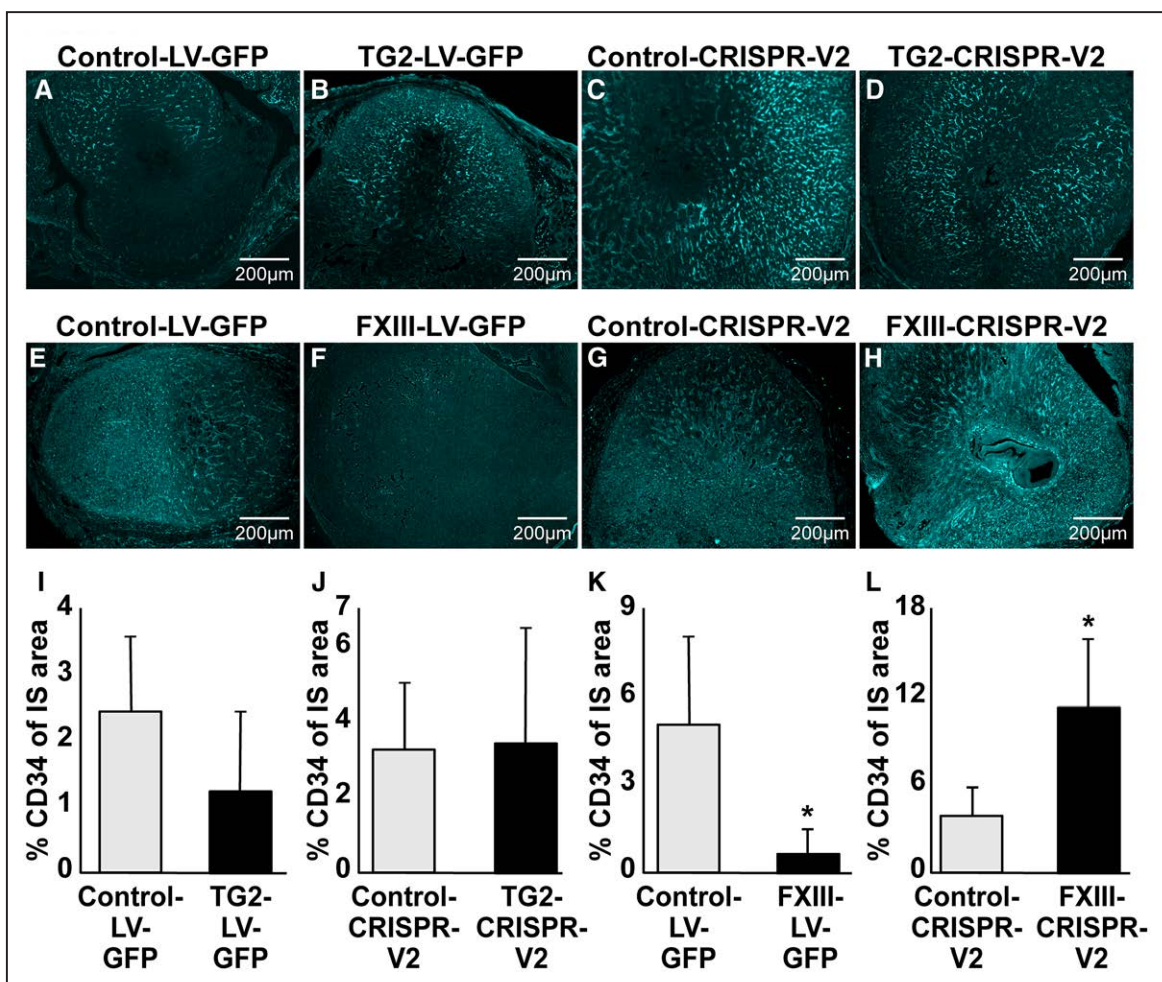 Control-LV-GFP TG2-LV-GFP Control-CRISPR-V2 TG2-CRISPR-V2
A B C D
200µm 200µm 200µm 200µm
Control-LV-GFP FXIII-LV-GFP Control-CRISPR-V2 FXIII-CRISPR-V2
E F G H
200µm 200µm 200µm 200µm
I
% CD34 of IS area
4
3
2
1
0
Control-
LV-
GFP
TG2-
LV-
GFP
J
% CD34 of IS area
7
6
4
2
0
Control-
CRISPR-
V2
TG2-
CRISPR-
V2
K
% CD34 of IS area
9
6
3
0
*
Control-
LV-
GFP
FXIII-
LV-
GFP
L
% CD34 of IS area
18
12
6
0
*
Control-
CRISPR-
V2
FXIII-
CRISPR-
V2